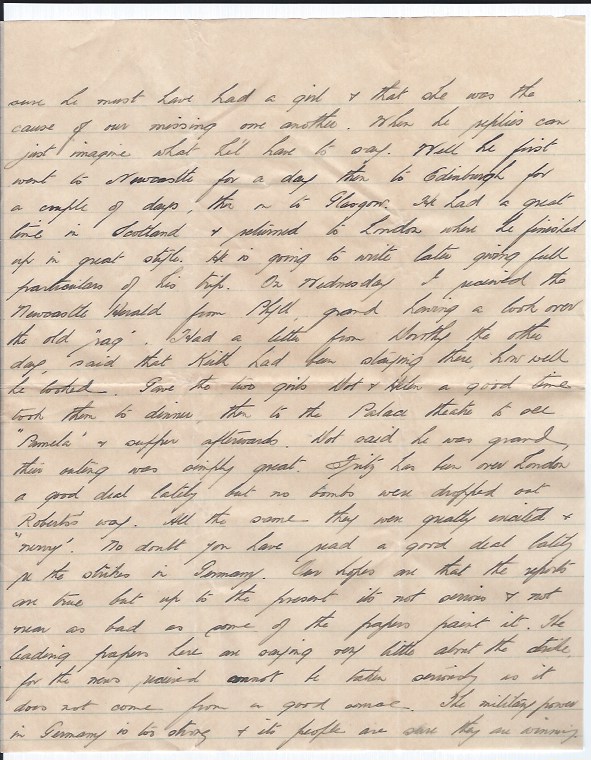 sure he must have had a girl & that she was the
cause of our missing one another. When he replies can
just imagine what he'll have to say. Well he first
went to Newcastle for a day then to Edinburgh for
a couple of days, then on to Glasgow. He had a great
time in Scotland & returned to London where he finished
up in great style. He is going to write later giving full
particulars of his trip. On Wednesday I received the
Newcastle Herald from Phyll, grand having a look over
the old "rag". Had a letter from Dorothy the other
day, said that Keith had been staying there, how well
he looked. Gave the two girls Dot & Helen a good time
took them to dinner, then to the Palace theatre to see
"Pamela" & supper afterwards. Dot said he was grand,
their outing was simply great. Fritz has been over London
a good deal lately but no bombs were dropped out
Roberts' way. All the same they were greatly excited &
"nervy". No doubt you have read a good deal lately
re the strikes in Germany. Our hopes are that the reports
are true but up to the present its not serious & not
near as bad as some of the papers paint it. The
leading papers here are saying very little about the strike,
for the news received cannot be taken seriously as it
does not come from a good source. The military power
in Germany is too strong & its people are sure they are winning